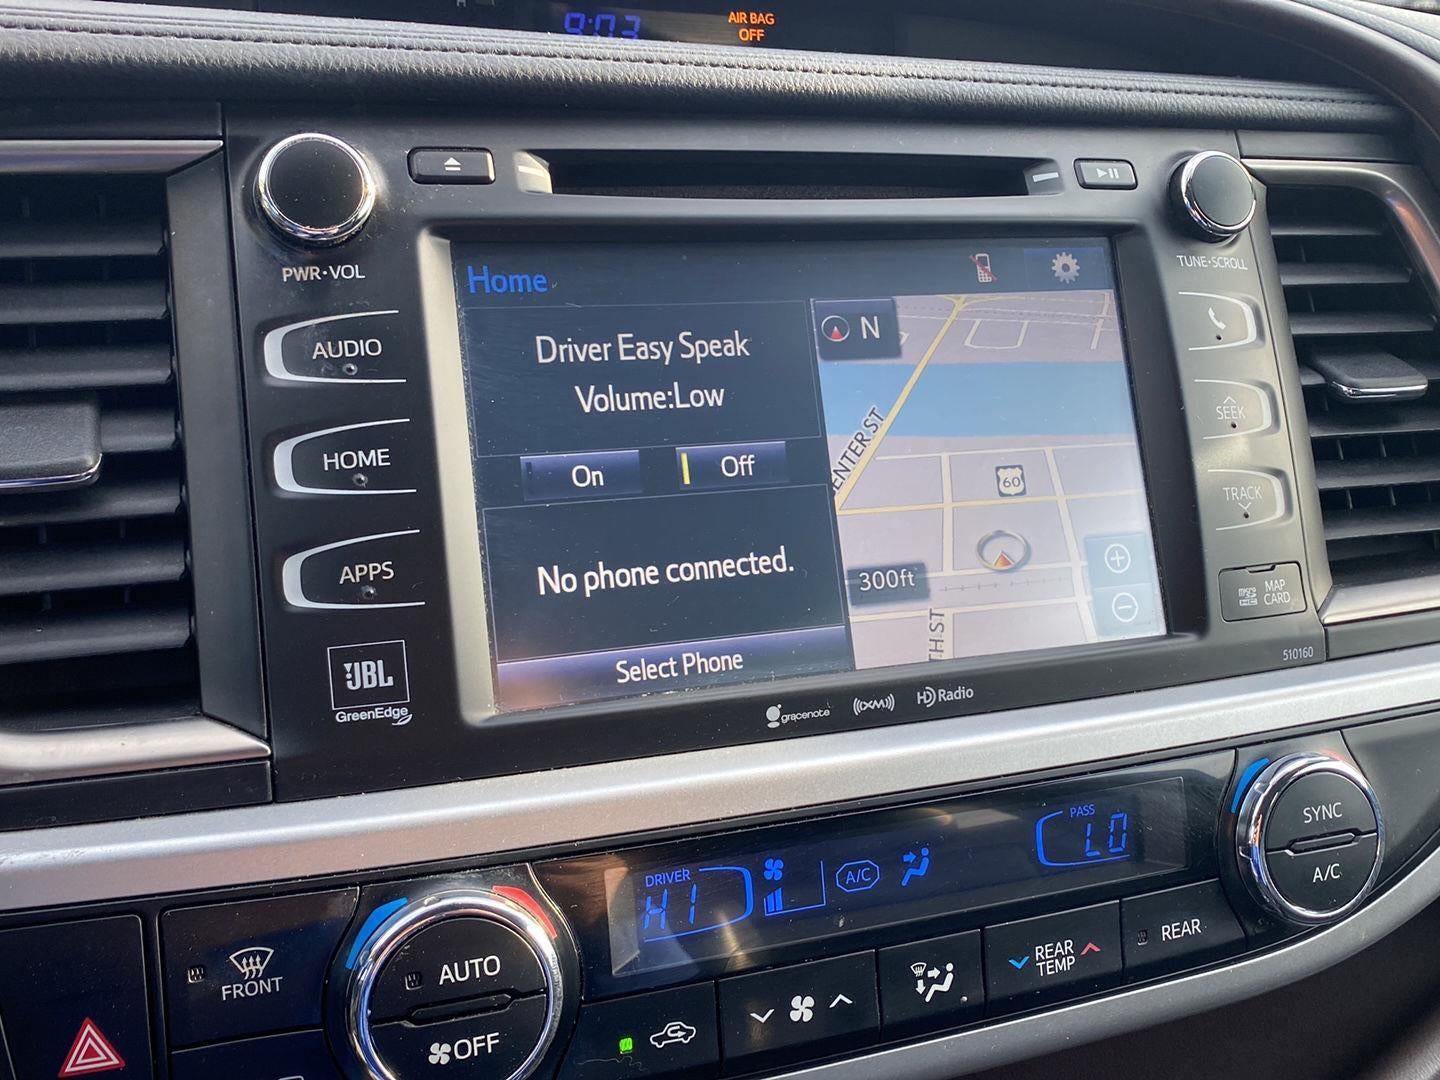 9:03
AIR BAG
OFF
PWR·VOL
TUNE·SCROLL
Home
AUDIO
Driver Easy Speak
Volume:Low
N
SEEK
HOME
On
Off
ENTER ST
60
TRACK
APPS
No phone connected.
300ft
MAP
CARD
TH ST
Select Phone
510160
JBL
GreenEdge
gracenote
((XM))
HD Radio
DRIVER
HI
A/C
PASS
LO
SYNC
A/C
FRONT
AUTO
OFF
REAR
TEMP
REAR